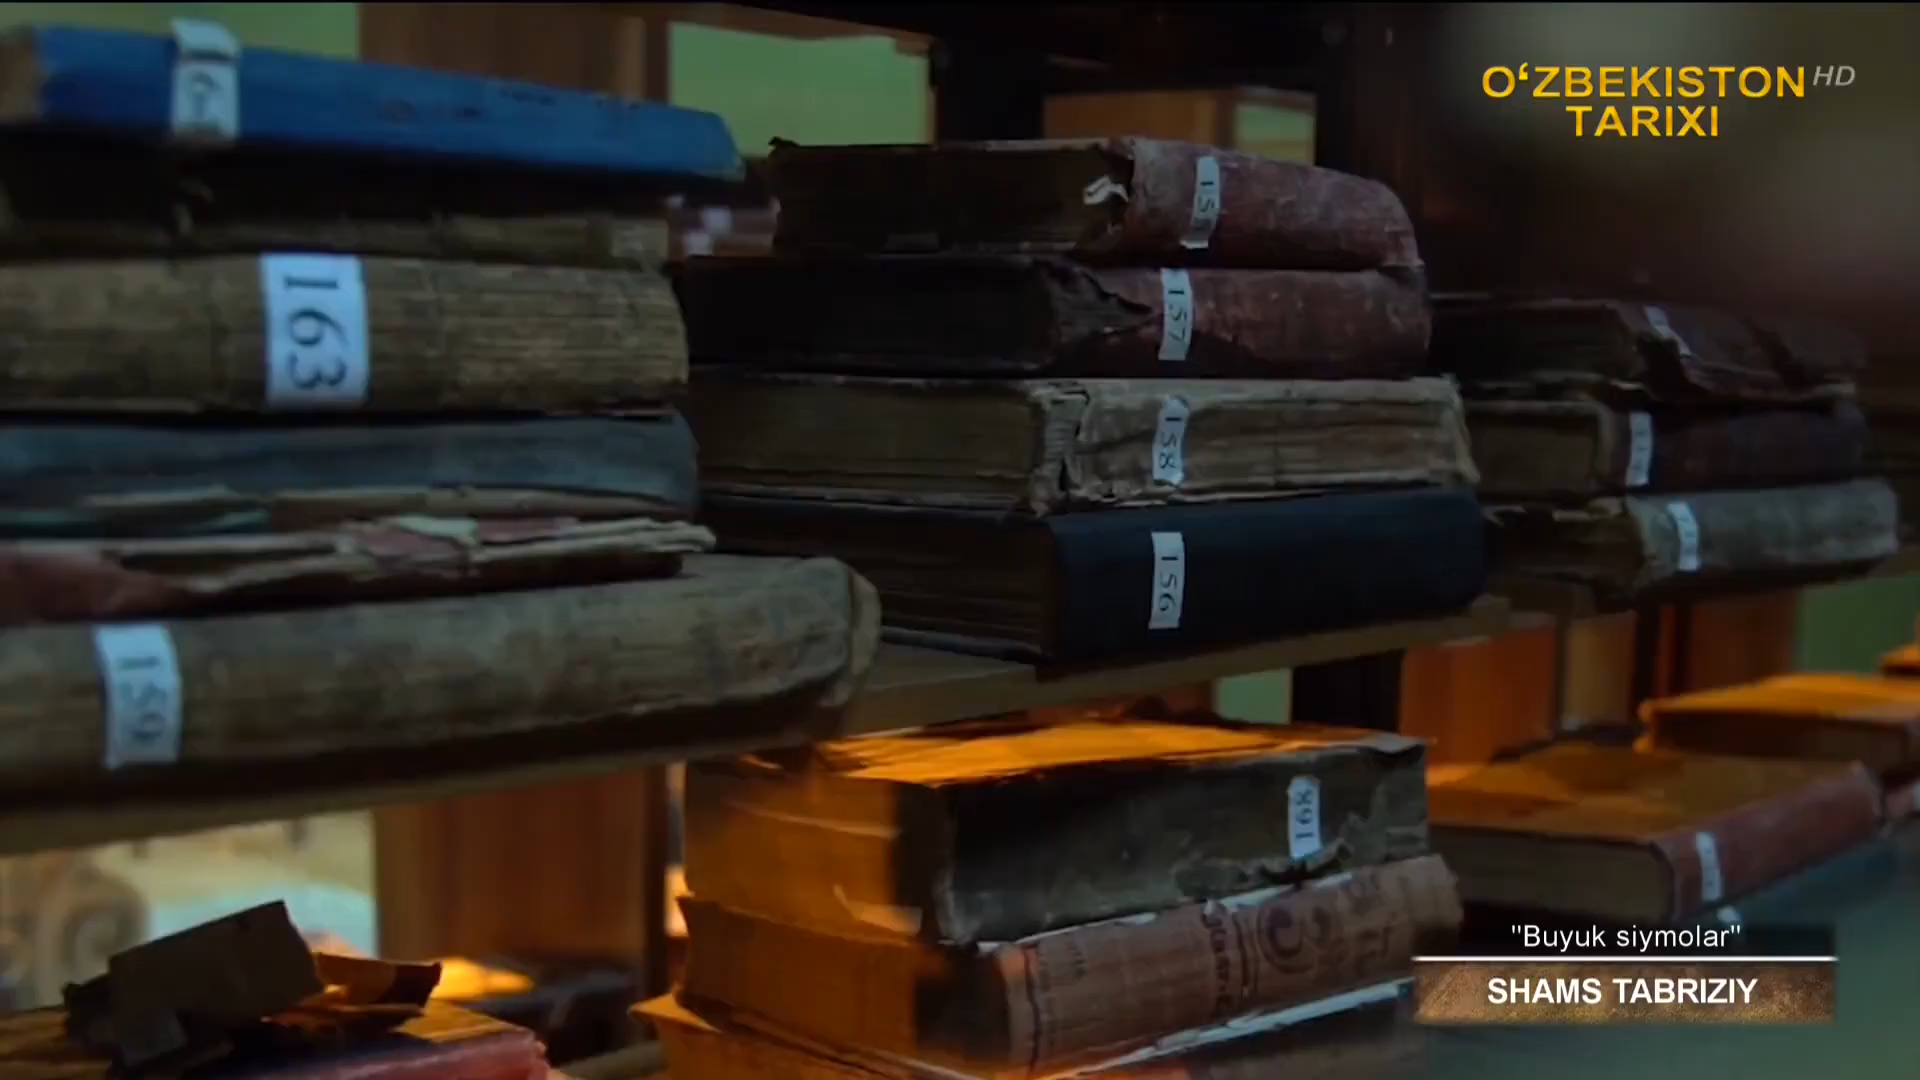 O‘ZBEKISTON HD
TARIXI
163
157
158
156
159
168
"Buyuk siymolar"
SHAMS TABRIZIY